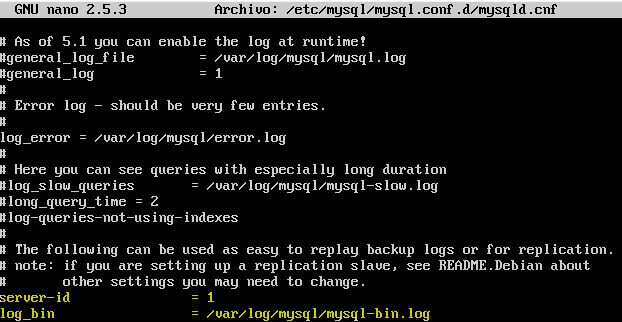 GNU nano 2.5.3 Archivo: /etc/mysql/mysql.conf.d/mysqld.cnf
# As of 5.1 you can enable the log at runtime!
#general_log_file = /var/log/mysql/mysql.log
#general_log = 1
#
# Error log - should be very few entries.
#
log_error = /var/log/mysql/error.log
#
# Here you can see queries with especially long duration
#log_slow_queries = /var/log/mysql/mysql-slow.log
#long_query_time = 2
#log-queries-not-using-indexes
#
# The following can be used as easy to replay backup logs or for replication.
# note: if you are setting up a replication slave, see README.Debian about
# other settings you may need to change.
server-id = 1
log_bin = /var/log/mysql/mysql-bin.log